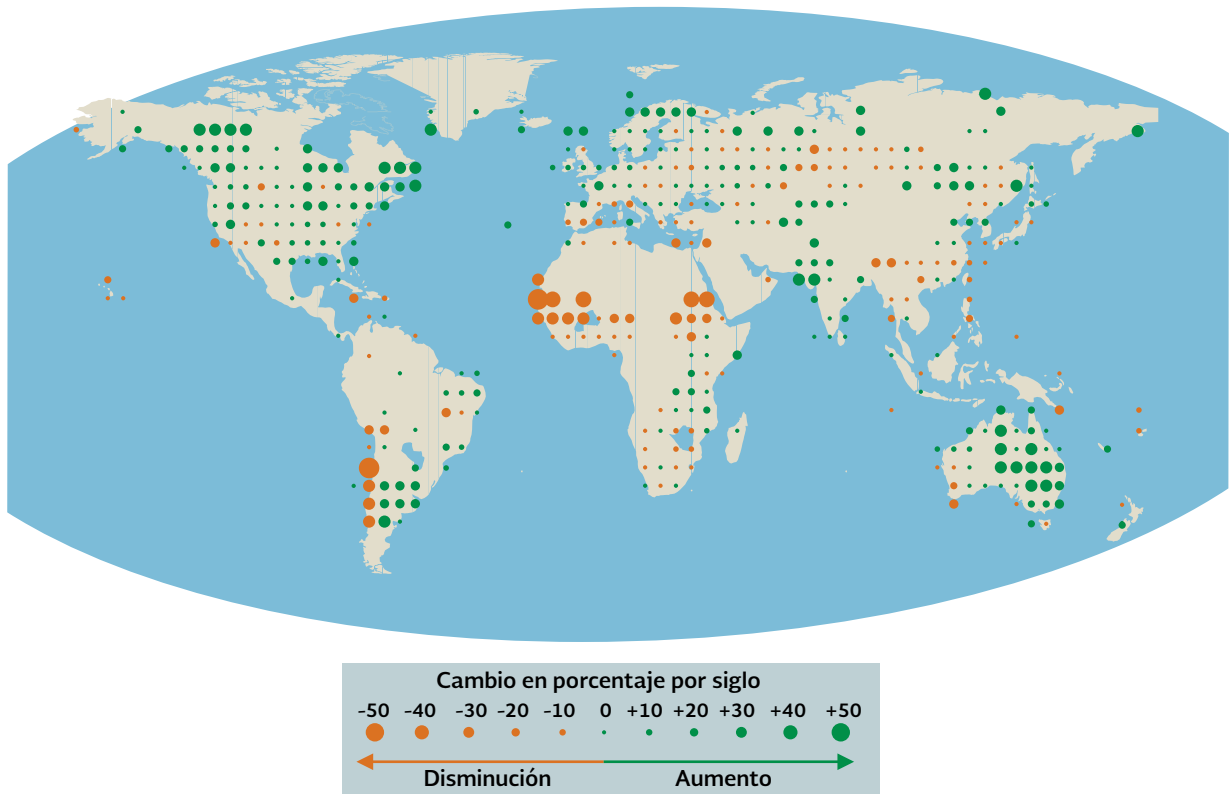 Cambio en porcentaje por siglo
-50 -40 -30 -20 -10 0 +10 +20 +30 +40 +50
Disminución Aumento